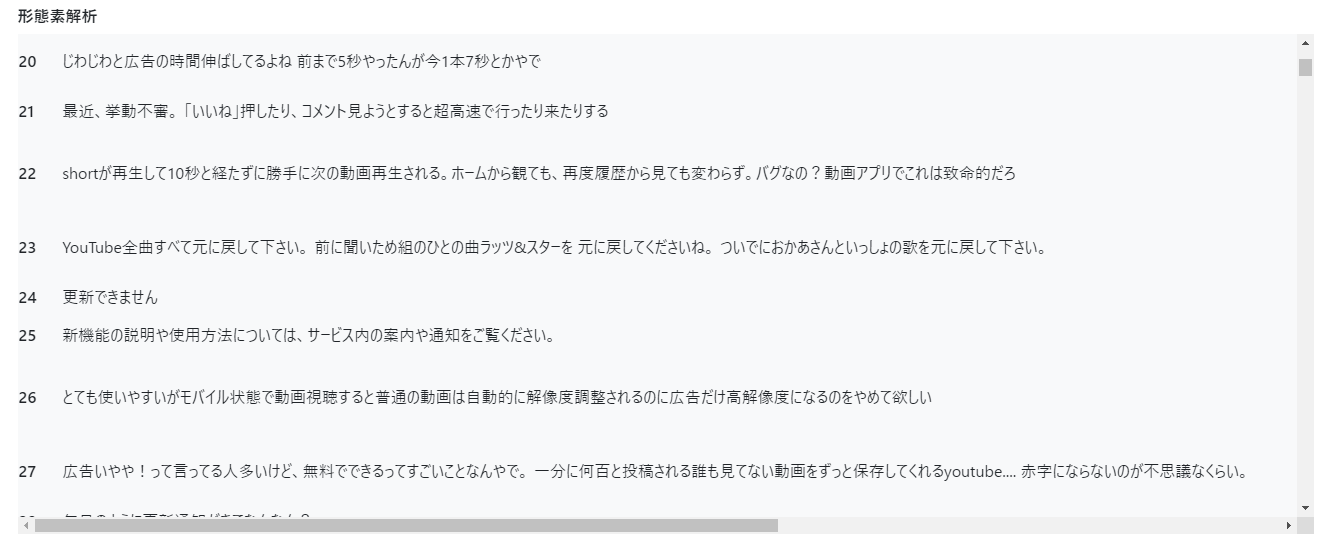 形態素解析
20 じわじわと広告の時間伸ばしてるよね 前まで5秒やったんが今1本7秒とかやで
21 最近、挙動不審。「いいね」押したり、コメント見ようとすると超高速で行ったり来たりする
22 shortが再生して10秒と経たずに勝手に次の動画再生される。ホームから観ても、再度履歴から見ても変わらず。バグなの？動画アプリでこれは致命的だろ
23 YouTube全曲すべて元に戻して下さい。 前に聞いため組のひとの曲ラッツ&スターを 元に戻してくださいね。 ついでにおかあさんといっしょの歌を元に戻して下さい。
24 更新できません
25 新機能の説明や使用方法については、サービス内の案内や通知をご覧ください。
26 とても使いやすいがモバイル状態で動画視聴すると普通の動画は自動的に解像度調整されるのに広告だけ高解像度になるのをやめて欲しい
27 広告いやや！って言ってる人多いけど、無料でできるってすごいことなんやで。 一分に何百と投稿される誰も見てない動画をずっと保存してくれるyoutube.... 赤字にならないのが不思議なくらい。